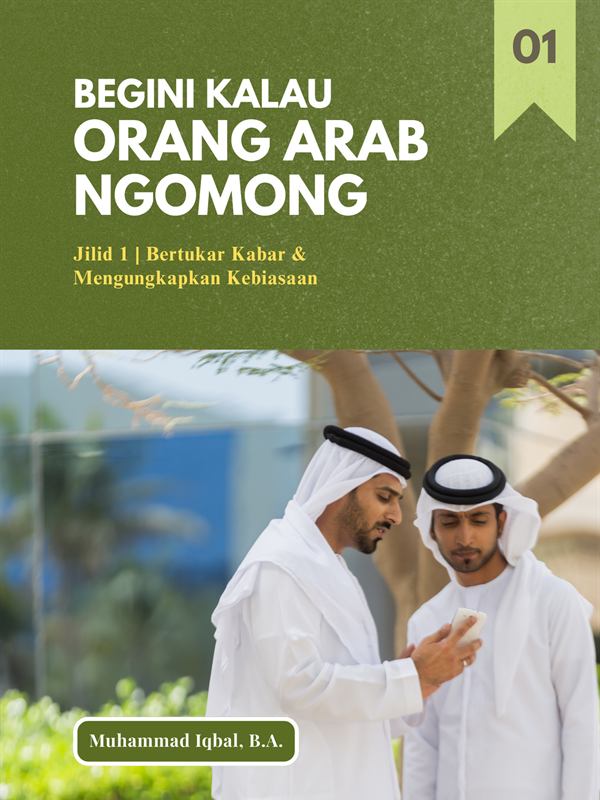 01
BEGINI KALAU
ORANG ARAB
NGOMONG
Jilid 1 | Bertukar Kabar &
Mengungkapkan Kebiasaan
Muhammad Iqbal, B.A.